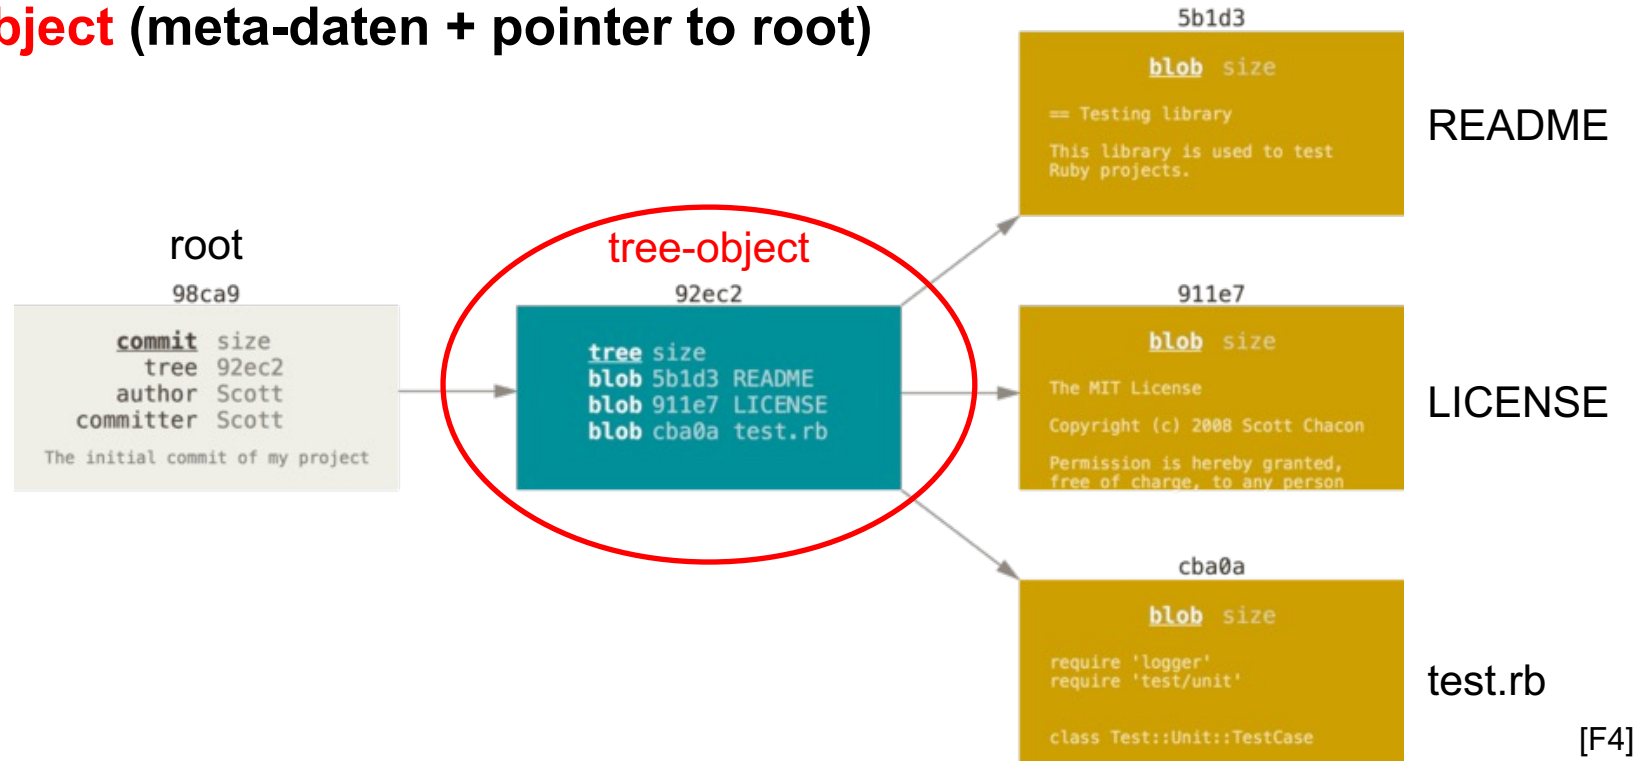 bject (meta-daten + pointer to root)
root
98ca9
commit size
tree 92ec2
author Scott
committer Scott
The initial commit of my project
tree-object
92ec2
tree size
blob 5b1d3 README
blob 911e7 LICENSE
blob cba0a test.rb
5b1d3
blob size
== Testing library
This library is used to test
Ruby projects.
README
911e7
blob size
The MIT License
Copyright (c) 2008 Scott Chacon
Permission is hereby granted,
free of charge, to any person
LICENSE
cba0a
blob size
require 'logger'
require 'test/unit'
class Test::Unit::TestCase
test.rb
[F4]